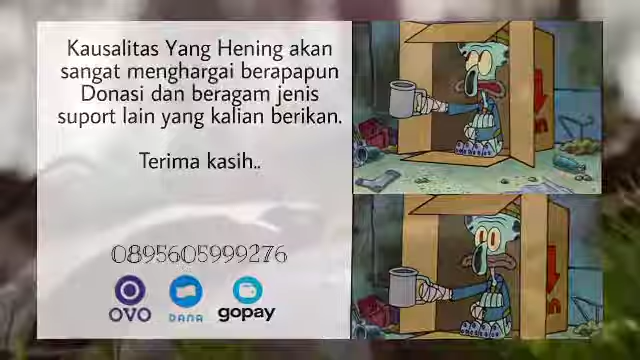 Kausalitas Yang Hening akan
sangat menghargai berapapun
Donasi dan beragam jenis
suport lain yang kalian berikan.
Terima kasih..
0895605999276
OVO
DANA
gopay